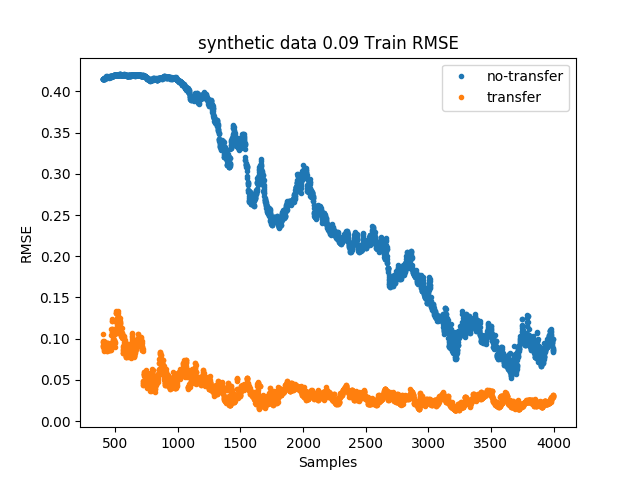 synthetic data 0.09 Train RMSE
no-transfer
transfer
RMSE
0.40
0.35
0.30
0.25
0.20
0.15
0.10
0.05
0.00
500 1000 1500 2000 2500 3000 3500 4000
Samples